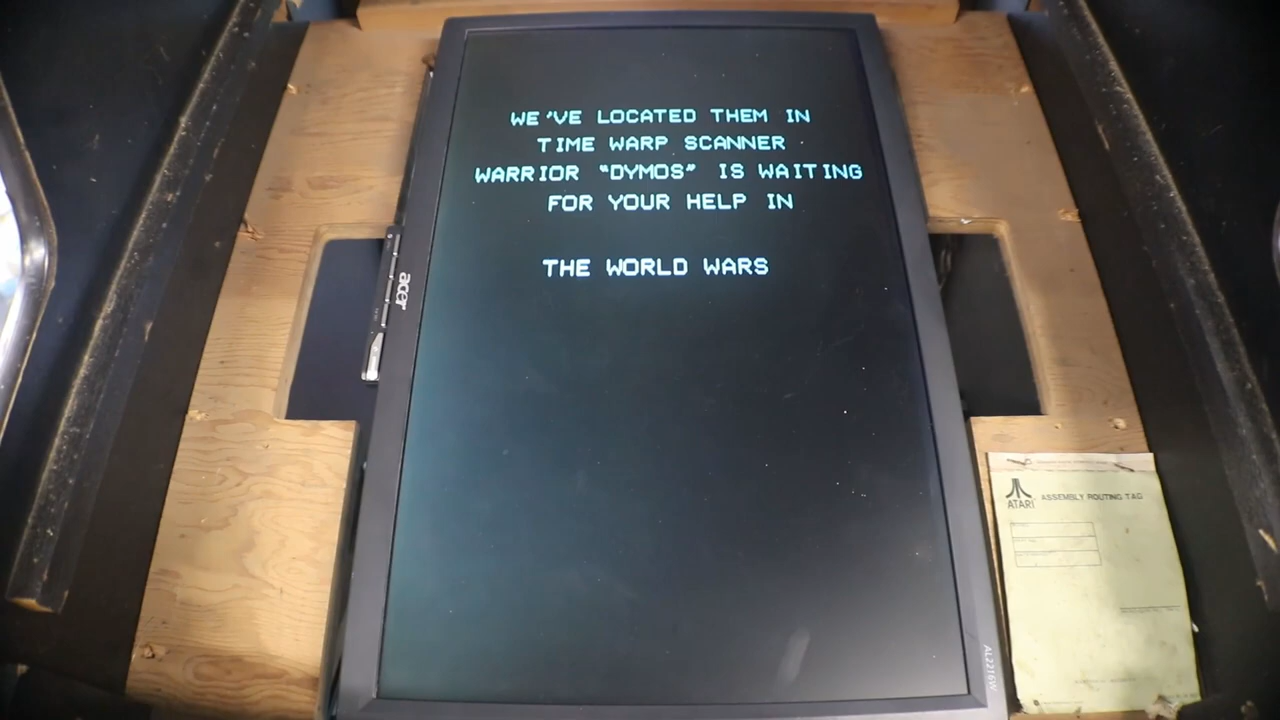 WE'VE LOCATED THEM IN
TIME WARP SCANNER
WARRIOR "DYMOS" IS WAITING
FOR YOUR HELP IN
THE WORLD WARS
acer
AL2216W
ATARI
ASSEMBLY ROUTING TAG